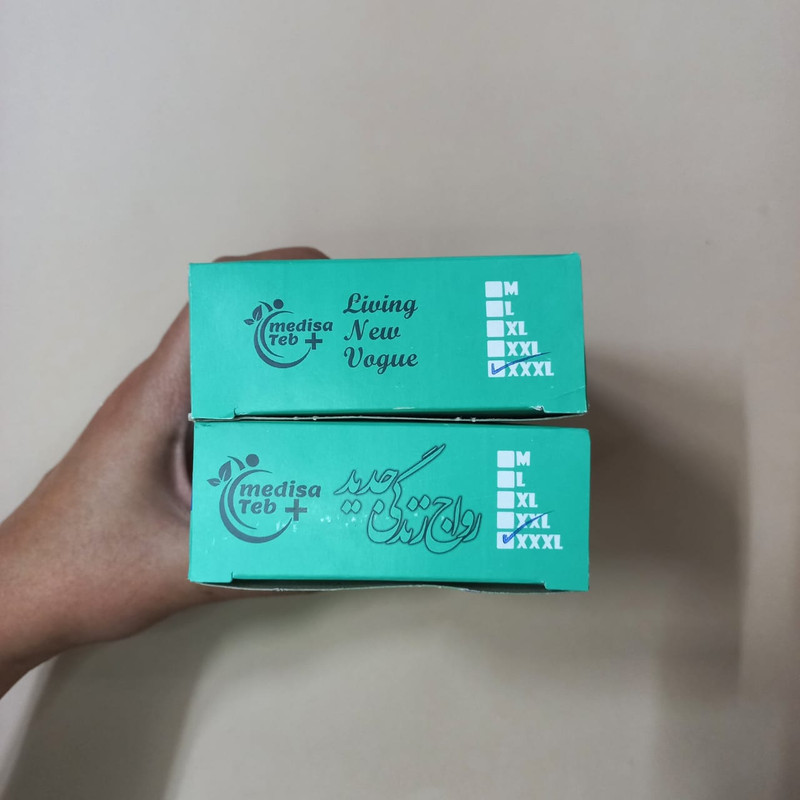 medisa
Teb +
Living
New
Vogue
M
L
XL
XXL
XXXL
medisa
Teb +
رواج زندگی جدید
M
L
XL
XXL
XXXL